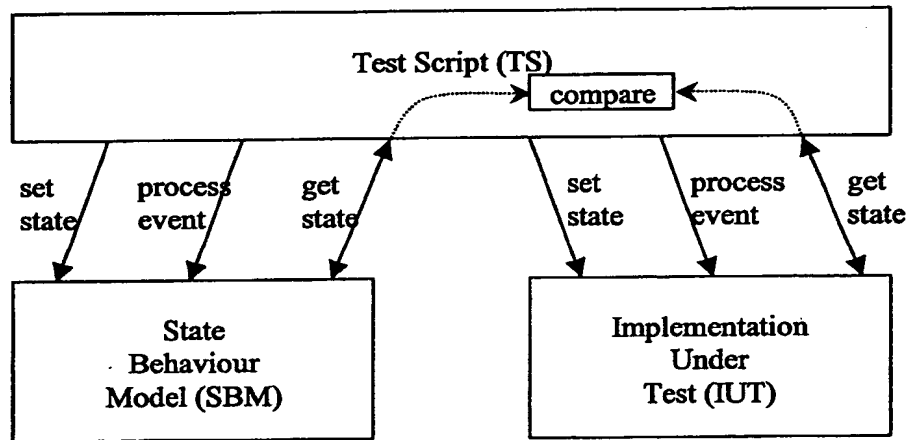 Test Script (TS)
compare
set
state
process
event
get
state
set
state
process
event
get
state
State
Behaviour
Model (SBM)
Implementation
Under
Test (IUT)